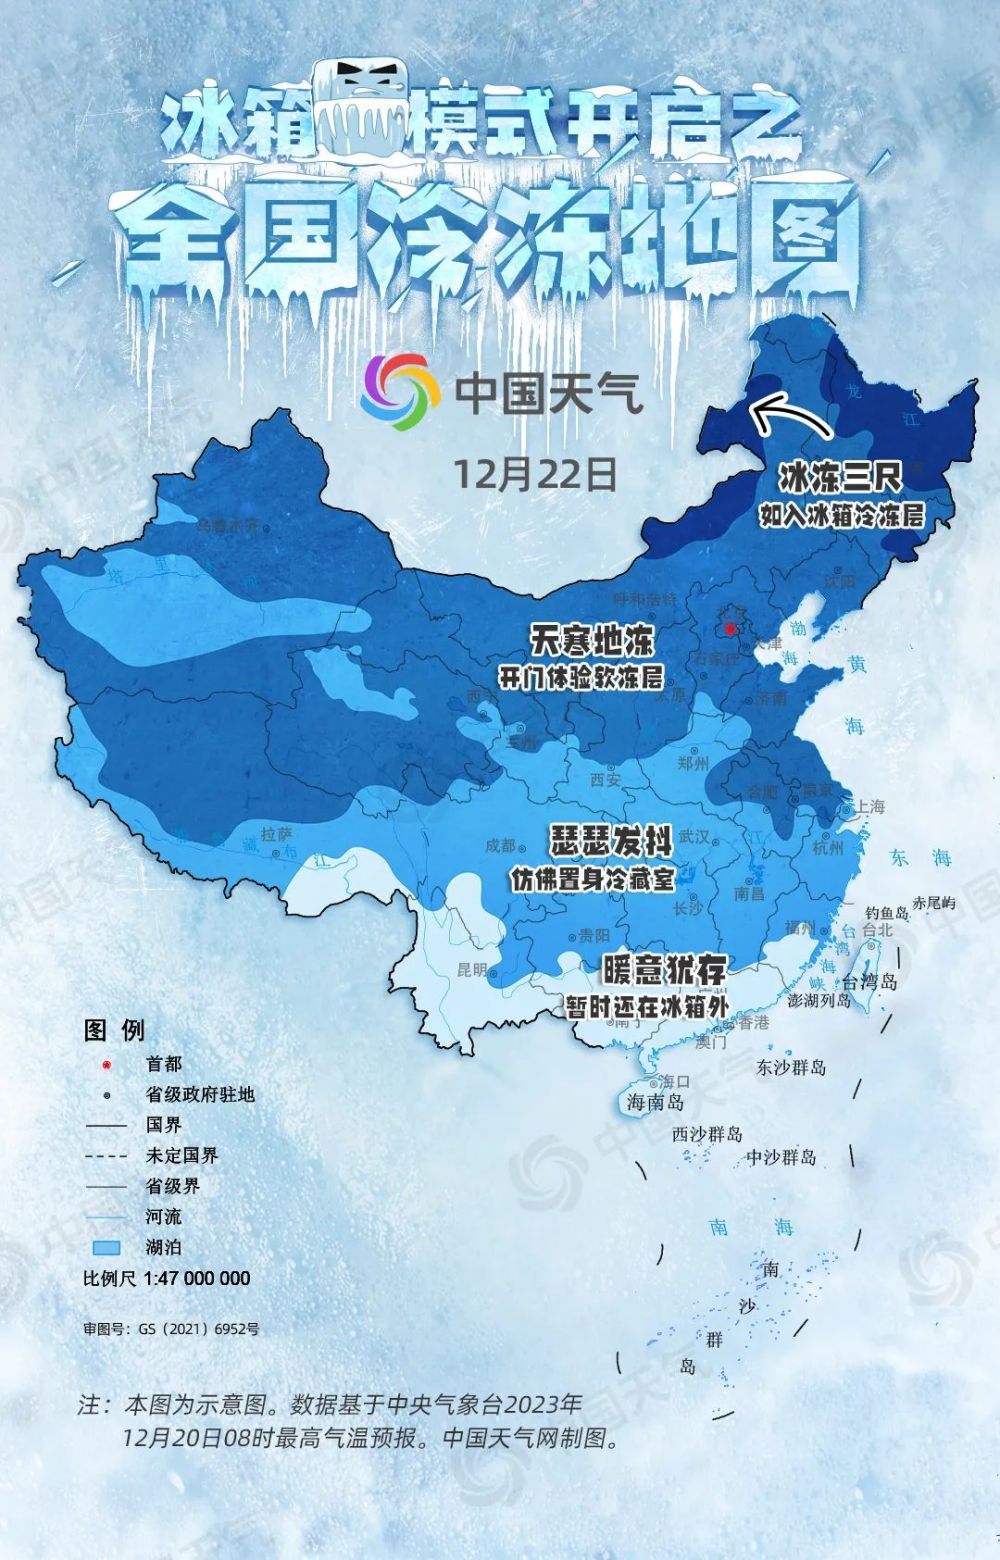 冰箱模式开启之
全国冷冻地图
中国天气
12月22日
龙
江
冰冻三尺
如入冰箱冷冻层
乌鲁木齐
塔
里
河
沈阳
呼和浩特
北京
天津
渤
海
天寒地冻
开门体验软冻层
石家庄
太原
黄
海
济南
西宁
兰州
西安
郑州
合肥
南京
上海
拉萨
藏
布
江
成都
瑟瑟发抖
仿佛置身冷藏室
武汉
江
杭州
东海
南昌
长沙
钓鱼岛
赤尾屿
贵阳
福州
台
湾
海
峡
台北
昆明
暖意犹存
暂时还在冰箱外
台湾岛
澎湖列岛
广州
南宁
香港
澳门
海口
海南岛
东沙群岛
西沙群岛
中沙群岛
南海
南
沙
群
岛
图例
首都
省级政府驻地
国界
未定国界
省级界
河流
湖泊
比例尺 1:47 000 000
审图号：GS（2021）6952号
注：本图为示意图。数据基于中央气象台2023年
12月20日08时最高气温预报。中国天气网制图。